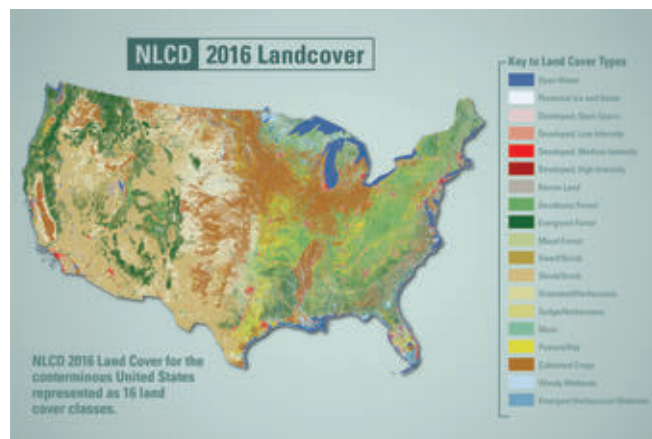 NLCD 2016 Landcover
Key to Land Cover Types
Open Water
Perennial Ice and Snow
Developed, Open Space
Developed, Low Intensity
Developed, Medium Intensity
Developed, High Intensity
Barren Land
Deciduous Forest
Evergreen Forest
Mixed Forest
Dwarf Scrub
Shrub/Scrub
Grassland/Herbaceous
Sedge/Herbaceous
Moss
Pasture/Hay
Cultivated Crops
Woody Wetlands
Emergent Herbaceous Wetlands
NLCD 2016 Land Cover for the
conterminous United States
represented as 16 land
cover classes.